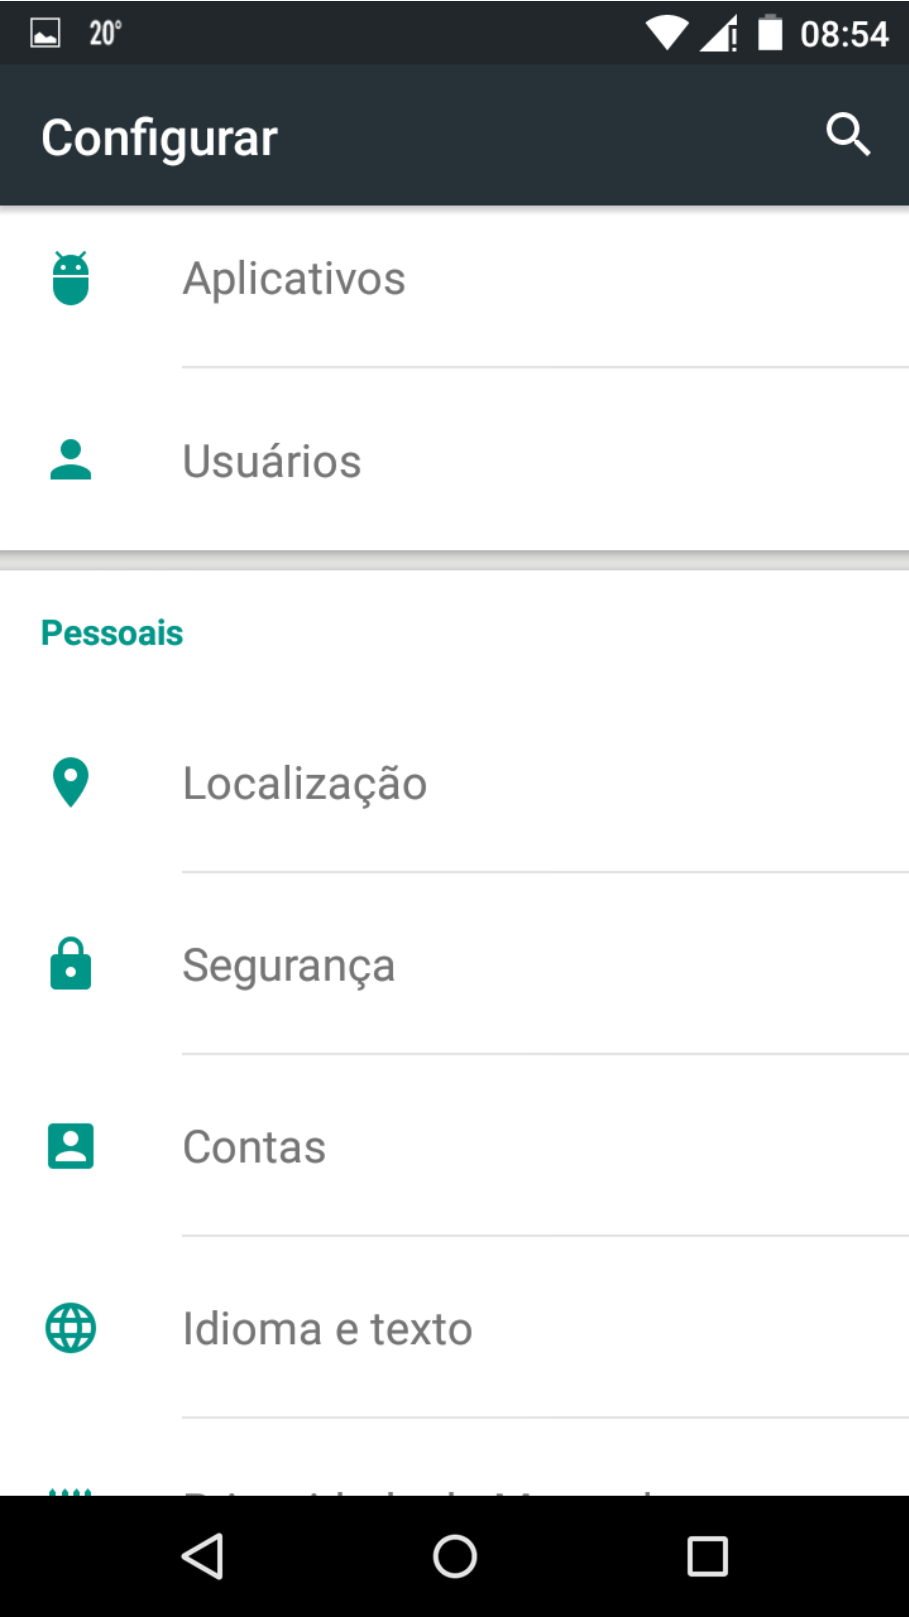 20°
08:54
Configurar
Aplicativos
Usuários
Pessoais
Localização
Segurança
Contas
Idioma e texto